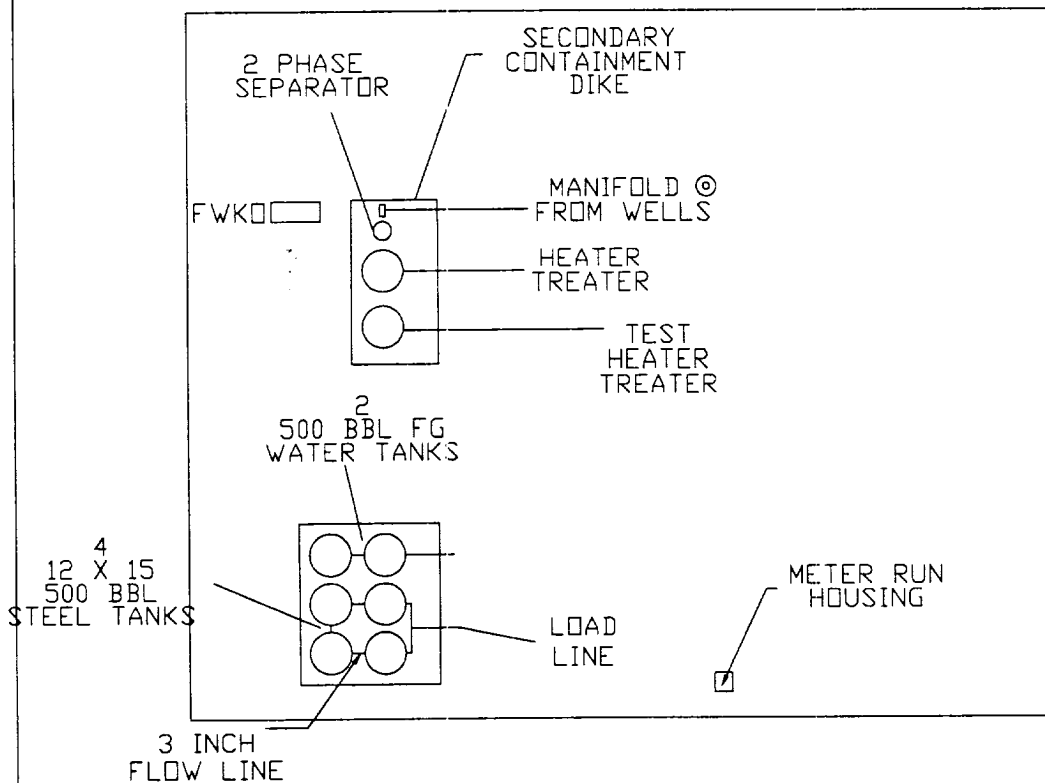 2 PHASE
SEPARATOR
SECONDARY
CONTAINMENT
DIKE
FWKO
MANIFOLD @
FROM WELLS
HEATER
TREATER
TEST
HEATER
TREATER
2
500 BBL FG
WATER TANKS
4
12 X 15
500 BBL
STEEL TANKS
LOAD
LINE
METER RUN
HOUSING
3 INCH
FLOW LINE